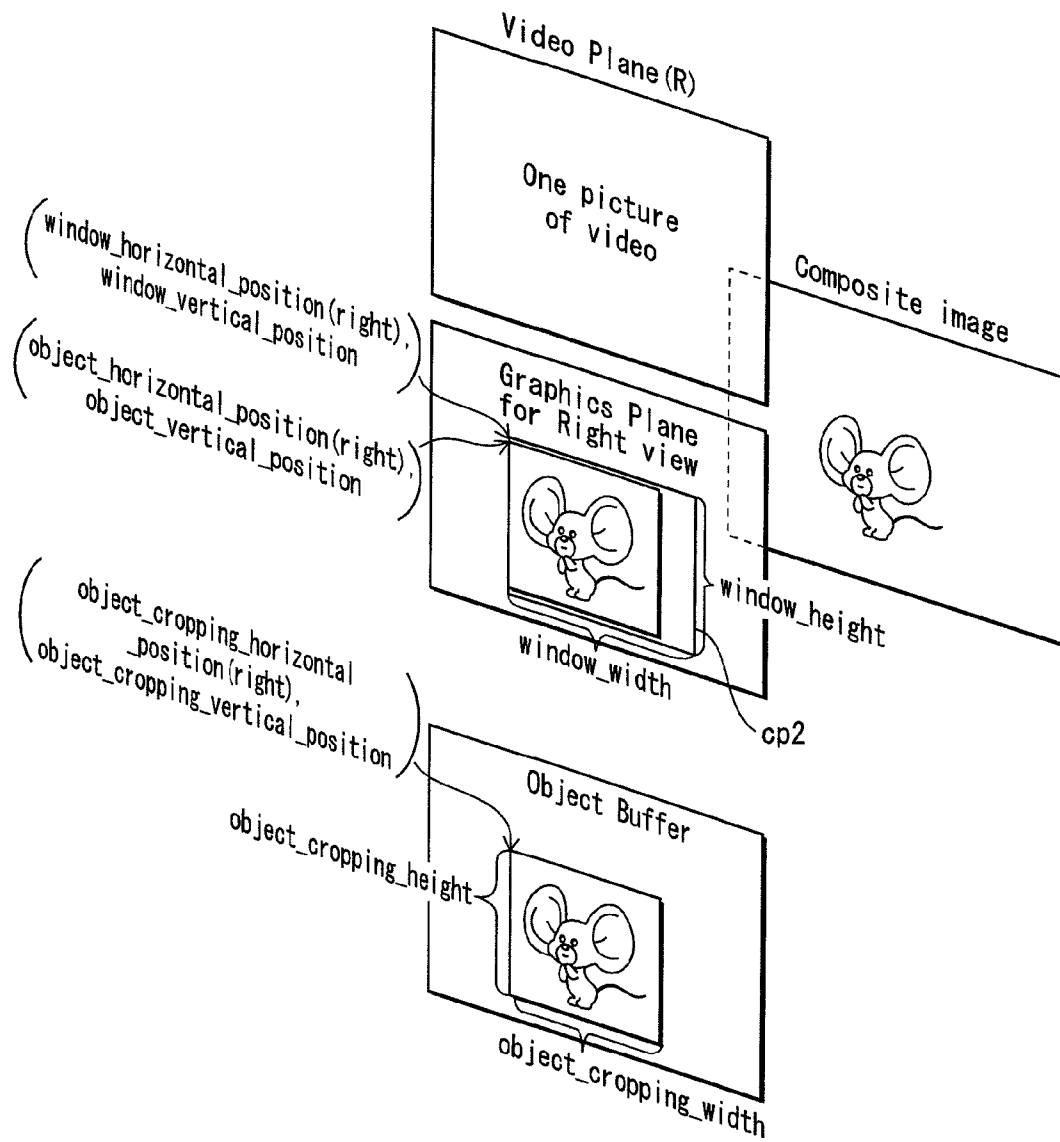 Video Plane(R)
One picture
of video
window_horizontal_position(right),
window_vertical_position
object_horizontal_position(right),
object_vertical_position
Composite image
Graphics Plane
for Right view
window_height
window_width
cp2
object_cropping_horizontal
_position(right),
object_cropping_vertical_position
Object Buffer
object_cropping_height
object_cropping_width